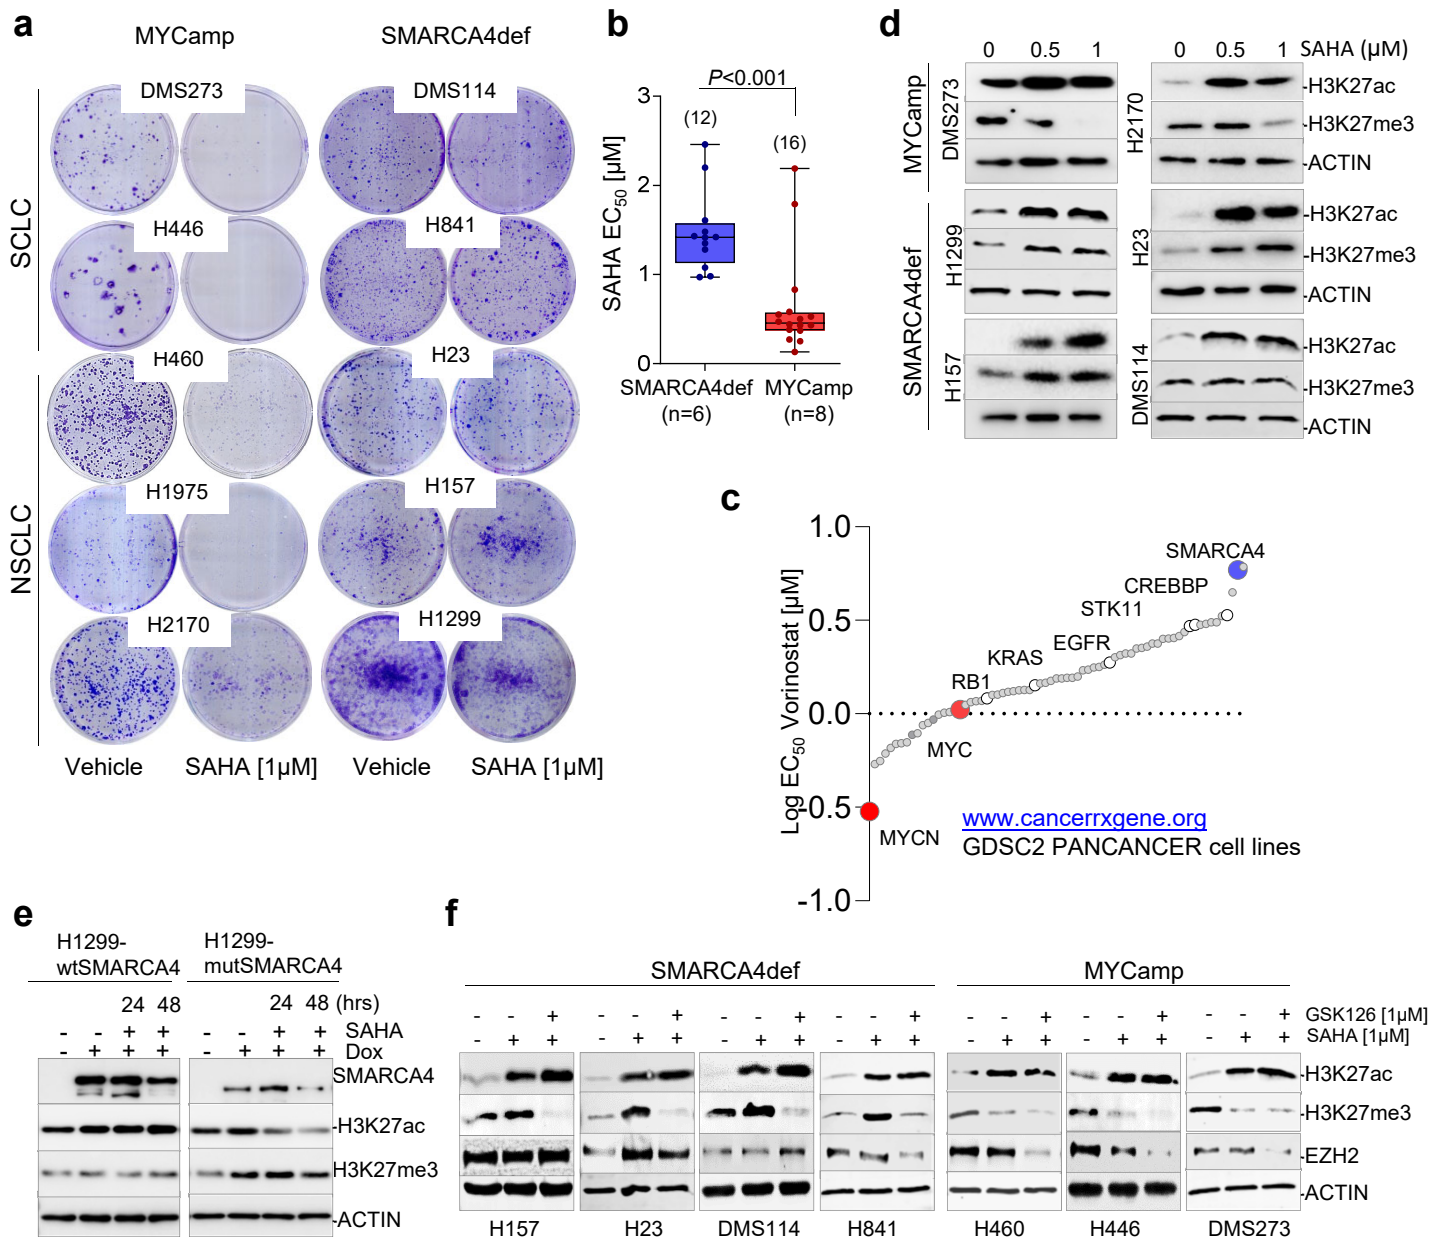 a
MYCamp
SMARCA4def
SCLC
NSCLC
DMS273
DMS114
H446
H841
H460
H23
H1975
H157
H2170
H1299
Vehicle
SAHA [1µM]
Vehicle
SAHA [1µM]
b
P<0.001
SAHA EC50 [µM]
3
2
1
0
(12)
(16)
SMARCA4def
(n=6)
MYCamp
(n=8)
c
Log EC50 Vorinostat [µM]
1.0
0.5
0.0
-0.5
-1.0
SMARCA4
CREBBP
STK11
EGFR
KRAS
RB1
MYC
MYCN
www.cancerrxgene.org
GDSC2 PANCANCER cell lines
d
0 0.5 1 0 0.5 1 SAHA (µM)
MYCamp
DMS273
H2170
-H3K27ac
-H3K27me3
-ACTIN
SMARCA4def
H1299
H23
-H3K27ac
-H3K27me3
-ACTIN
H157
DMS114
-H3K27ac
-H3K27me3
-ACTIN
e
H1299-
wtSMARCA4
H1299-
mutSMARCA4
24 48 24 48 (hrs)
- - + + - - + + SAHA
- + + + - + + + Dox
SMARCA4
-H3K27ac
H3K27me3
-ACTIN
f
SMARCA4def
MYCamp
- - + - - + - - + - - + - - + - - + - - + GSK126 [1µM]
- + + - + + - + + - + + - + + - + + - + + SAHA [1µM]
-H3K27ac
-H3K27me3
-EZH2
-ACTIN
H157 H23 DMS114 H841 H460 H446 DMS273